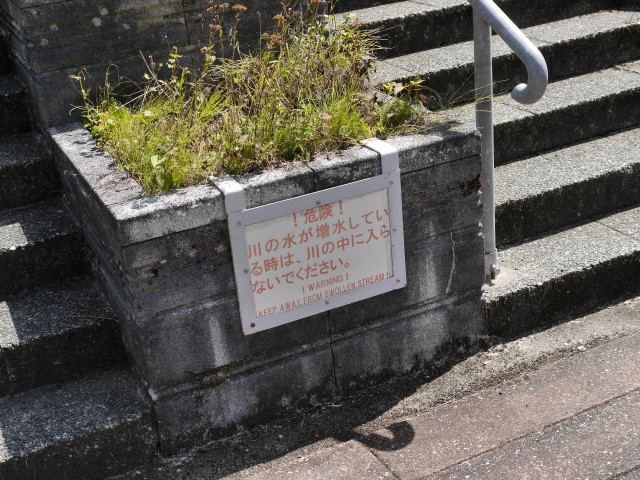 ！危険！
川の水が増水してい
る時は、川の中に入ら
ないでください。
！WARNING！
KEEP AWAY FROM SWOLLEN STREAM